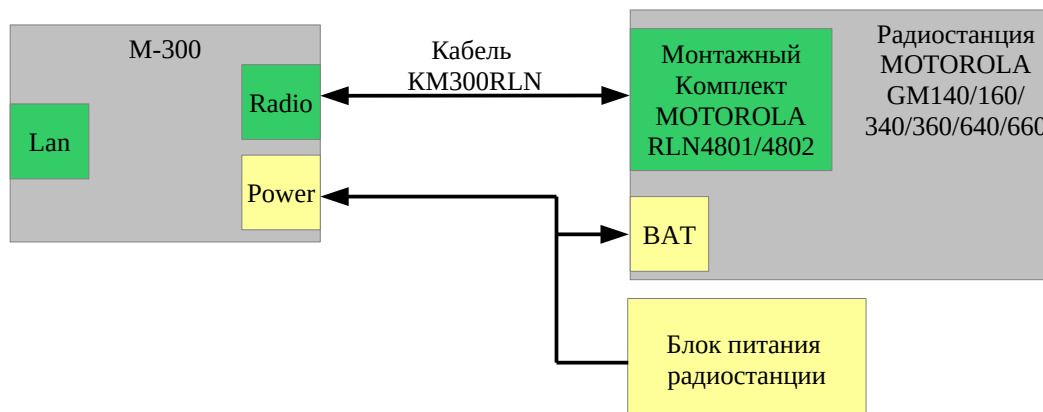 М-300
Lan
Radio
Power
Кабель
КМ300RLN
Монтажный
Комплект
MOTOROLA
RLN4801/4802
Радиостанция
MOTOROLA
GM140/160/
340/360/640/660
BAT
Блок питания
радиостанции